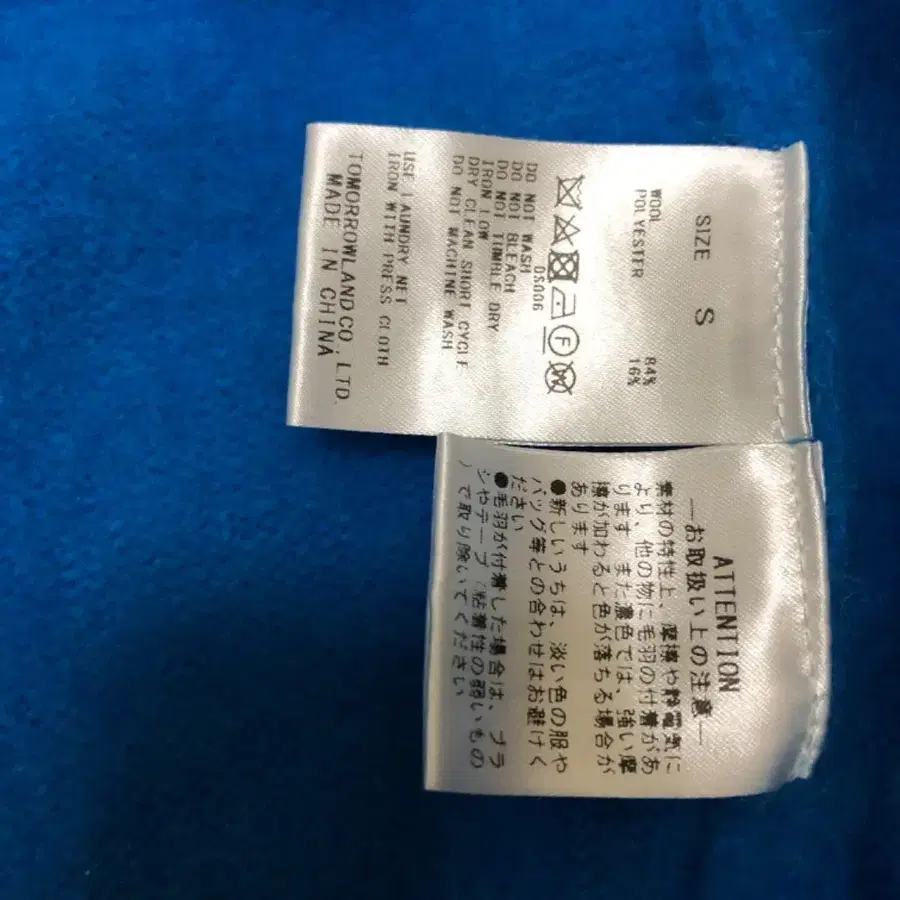 SIZE S
WOOL 84%
POLYESTER 16%
F W
DS006
DO NOT WASH
DO NOT BLEACH
DO NOT TUMBLE DRY
IRON LOW
DRY CLEAN SHORT CYCLE
DO NOT MACHINE WASH
USE LAUNDRY NET
IRON WITH PRESS CLOTH
TOMORROWLAND CO., LTD.
MADE IN CHINA
ATTENTION
―お取扱い上の注意―
素材の特性上、摩擦や静電気に
より、他の物に毛羽の付着があ
ります また濃色では、強い摩
擦が加わると色が落ちる場合が
あります
●新しいうちは、淡い色の服や
バッグ等との合わせはお避けく
ださい
●毛羽が付着した場合は、ブラ
シやテープ（粘着性の弱いもの
）で取り除いてください